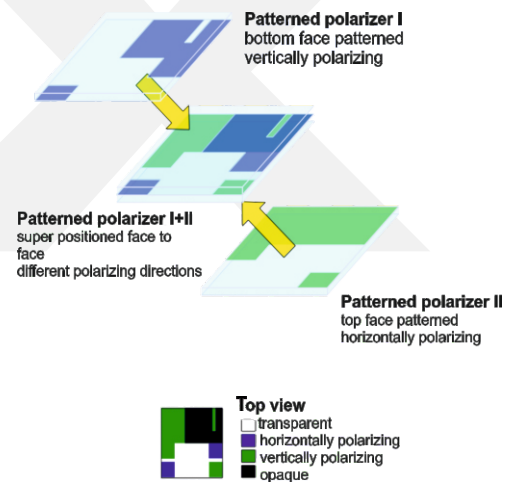 Patterned polarizer I
bottom face patterned
vertically polarizing
Patterned polarizer I+II
super positioned face to
face
different polarizing directions
Patterned polarizer II
top face patterned
horizontally polarizing
Top view
transparent
horizontally polarizing
vertically polarizing
opaque